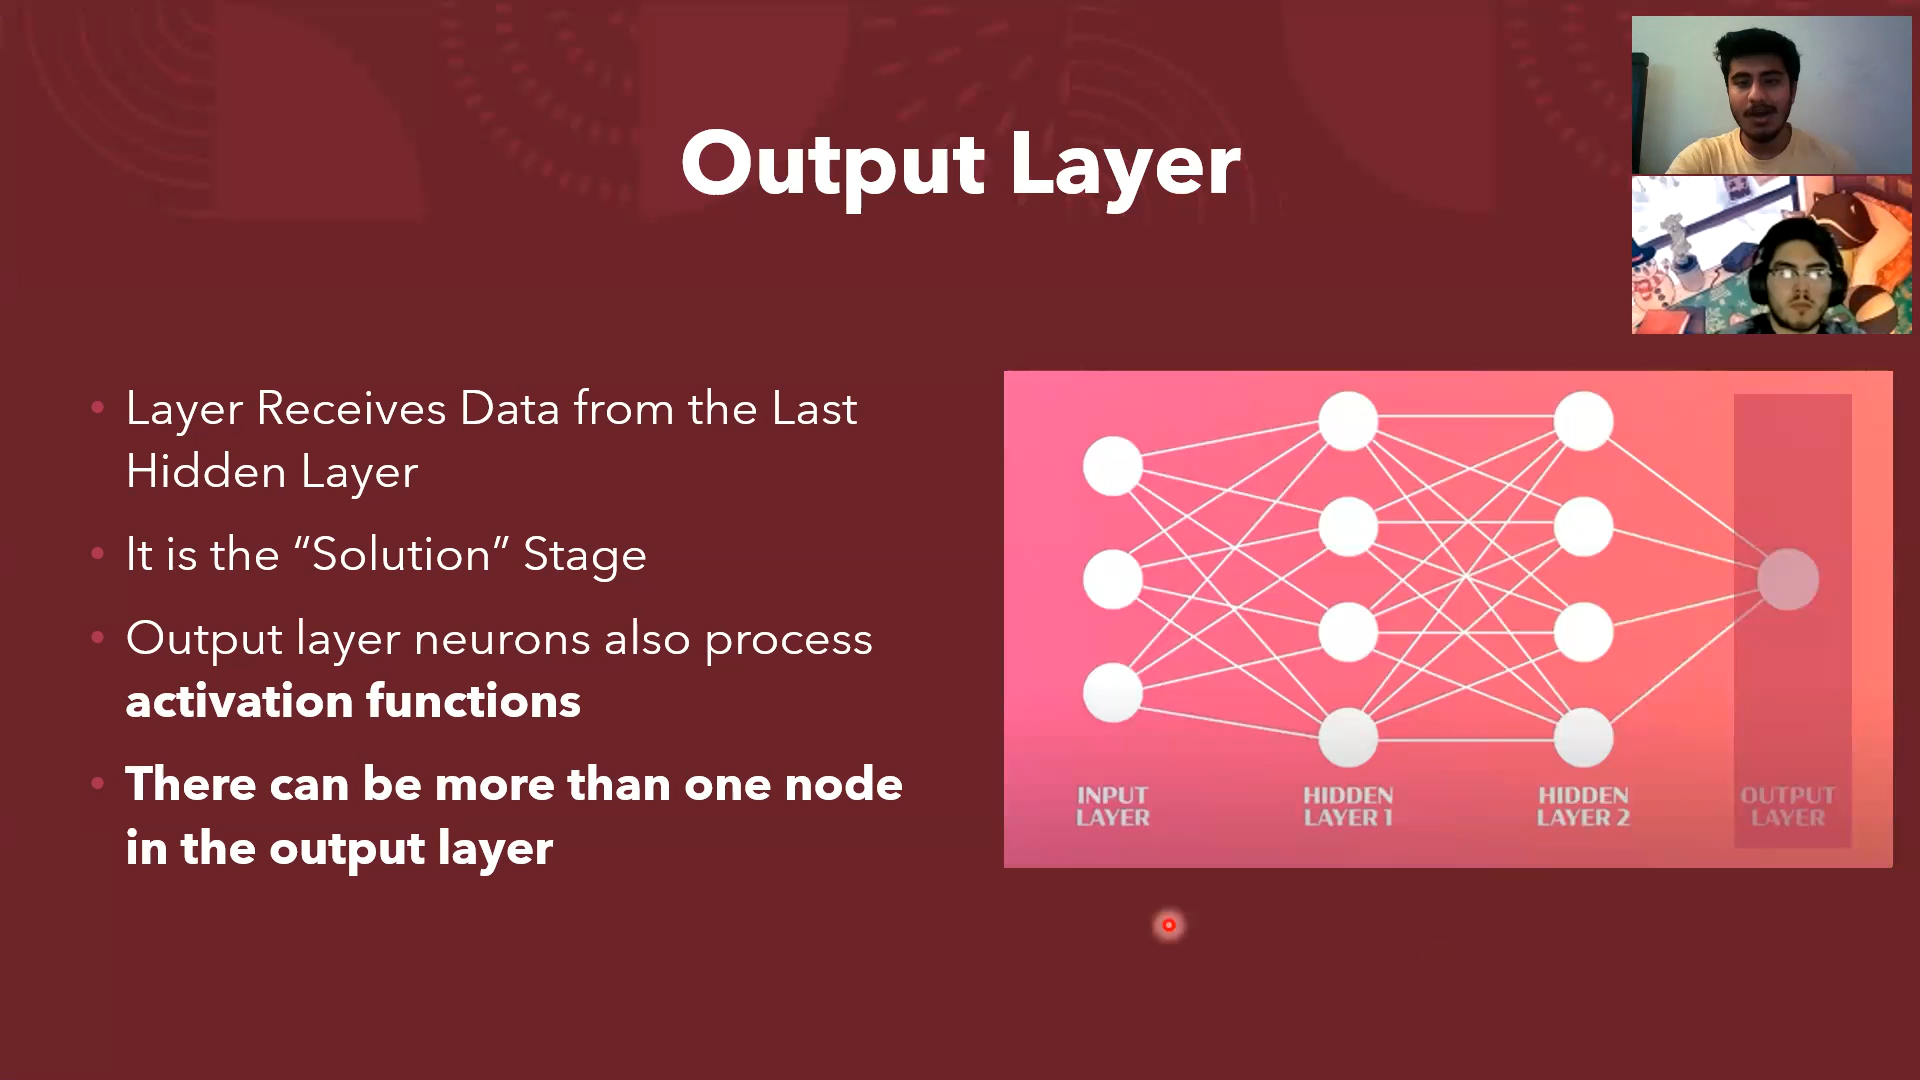 Output Layer
Layer Receives Data from the Last
Hidden Layer
It is the “Solution” Stage
Output layer neurons also process
activation functions
There can be more than one node
in the output layer
INPUT
LAYER
HIDDEN
LAYER 1
HIDDEN
LAYER 2
OUTPUT
LAYER